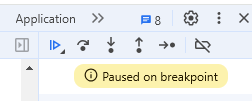 Application 8
Paused on breakpoint